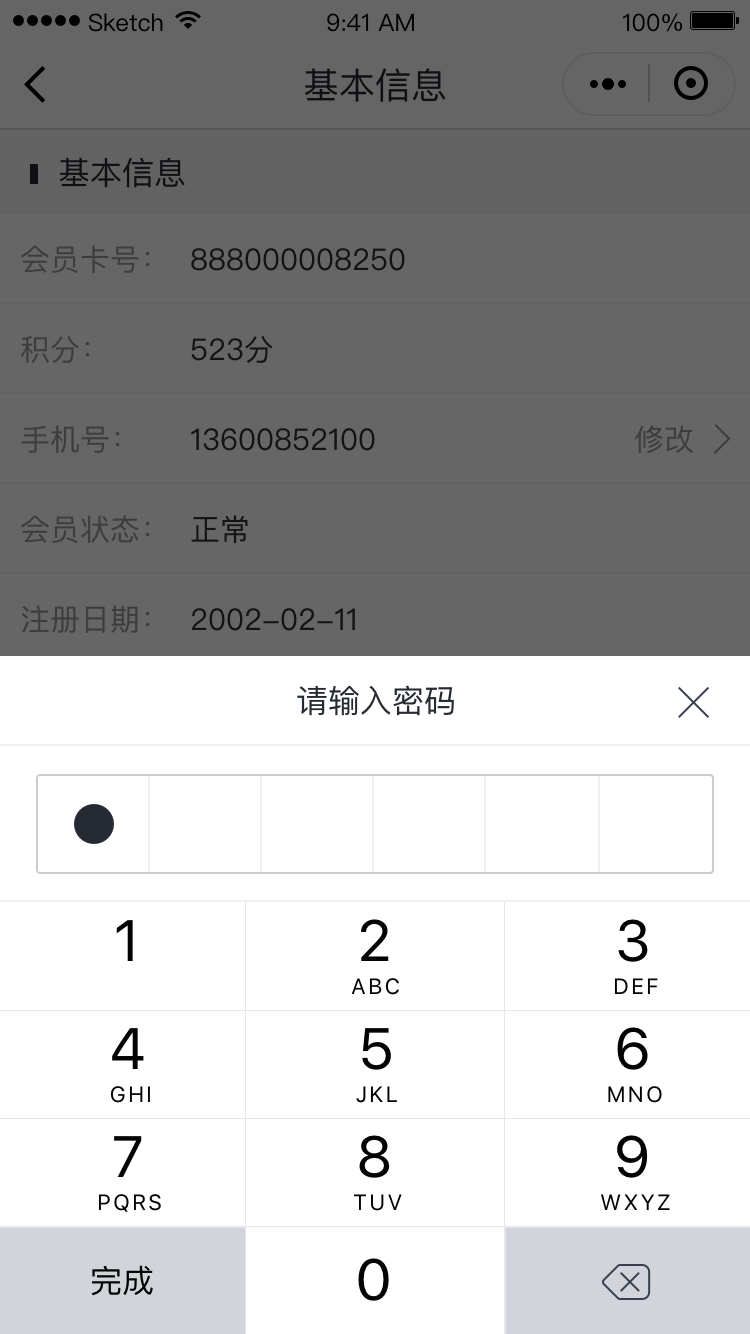 ●●●●● Sketch 9:41 AM 100%
基本信息
基本信息
会员卡号： 888000008250
积分： 523分
手机号： 13600852100 修改
会员状态： 正常
注册日期： 2002–02–11
请输入密码
1 2 3
ABC DEF
4 5 6
GHI JKL MNO
7 8 9
PQRS TUV WXYZ
完成 0